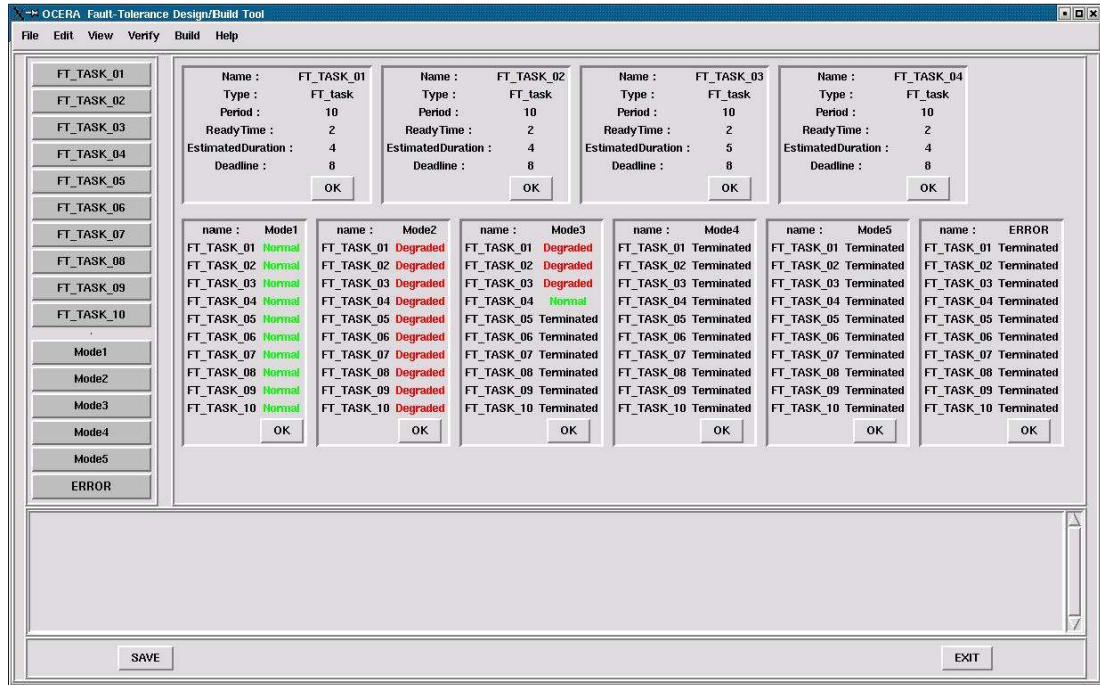 OCERA Fault-Tolerance Design/Build Tool
File Edit View Verify Build Help
FT_TASK_01
FT_TASK_02
FT_TASK_03
FT_TASK_04
FT_TASK_05
FT_TASK_06
FT_TASK_07
FT_TASK_08
FT_TASK_09
FT_TASK_10
Mode1
Mode2
Mode3
Mode4
Mode5
ERROR
Name : FT_TASK_01
Type : FT_task
Period : 10
ReadyTime : 2
EstimatedDuration : 4
Deadline : 8
OK
Name : FT_TASK_02
Type : FT_task
Period : 10
ReadyTime : 2
EstimatedDuration : 4
Deadline : 8
OK
Name : FT_TASK_03
Type : FT_task
Period : 10
ReadyTime : 2
EstimatedDuration : 5
Deadline : 8
OK
Name : FT_TASK_04
Type : FT_task
Period : 10
ReadyTime : 2
EstimatedDuration : 4
Deadline : 8
OK
name : Mode1
FT_TASK_01 Normal
FT_TASK_02 Normal
FT_TASK_03 Normal
FT_TASK_04 Normal
FT_TASK_05 Normal
FT_TASK_06 Normal
FT_TASK_07 Normal
FT_TASK_08 Normal
FT_TASK_09 Normal
FT_TASK_10 Normal
OK
name : Mode2
FT_TASK_01 Degraded
FT_TASK_02 Degraded
FT_TASK_03 Degraded
FT_TASK_04 Degraded
FT_TASK_05 Degraded
FT_TASK_06 Degraded
FT_TASK_07 Degraded
FT_TASK_08 Degraded
FT_TASK_09 Degraded
FT_TASK_10 Degraded
OK
name : Mode3
FT_TASK_01 Degraded
FT_TASK_02 Degraded
FT_TASK_03 Degraded
FT_TASK_04 Normal
FT_TASK_05 Terminated
FT_TASK_06 Terminated
FT_TASK_07 Terminated
FT_TASK_08 Terminated
FT_TASK_09 Terminated
FT_TASK_10 Terminated
OK
name : Mode4
FT_TASK_01 Terminated
FT_TASK_02 Terminated
FT_TASK_03 Terminated
FT_TASK_04 Terminated
FT_TASK_05 Terminated
FT_TASK_06 Terminated
FT_TASK_07 Terminated
FT_TASK_08 Terminated
FT_TASK_09 Terminated
FT_TASK_10 Terminated
OK
name : Mode5
FT_TASK_01 Terminated
FT_TASK_02 Terminated
FT_TASK_03 Terminated
FT_TASK_04 Terminated
FT_TASK_05 Terminated
FT_TASK_06 Terminated
FT_TASK_07 Terminated
FT_TASK_08 Terminated
FT_TASK_09 Terminated
FT_TASK_10 Terminated
OK
name : ERROR
FT_TASK_01 Terminated
FT_TASK_02 Terminated
FT_TASK_03 Terminated
FT_TASK_04 Terminated
FT_TASK_05 Terminated
FT_TASK_06 Terminated
FT_TASK_07 Terminated
FT_TASK_08 Terminated
FT_TASK_09 Terminated
FT_TASK_10 Terminated
OK
SAVE
EXIT